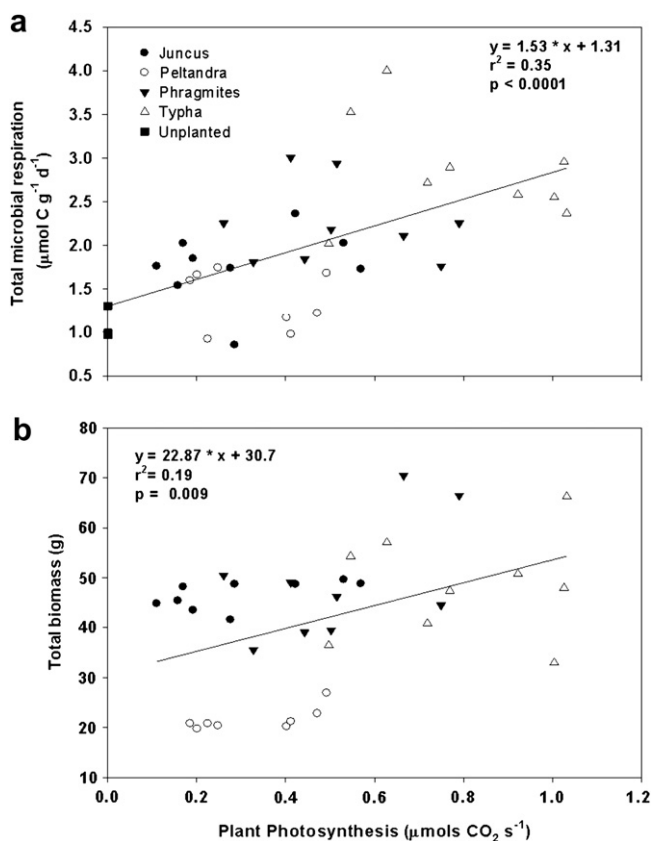 a
4.5
4.0
3.5
3.0
2.5
2.0
1.5
1.0
0.5
Total microbial respiration
(μmol C g⁻¹ d⁻¹)
Juncus
Peltandra
Phragmites
Typha
Unplanted
y = 1.53 * x + 1.31
r² = 0.35
p < 0.0001
b
80
70
60
50
40
30
20
10
Total biomass (g)
y = 22.87 * x + 30.7
r²= 0.19
p = 0.009
0.0 0.2 0.4 0.6 0.8 1.0 1.2
Plant Photosynthesis (μmols CO₂ s⁻¹)